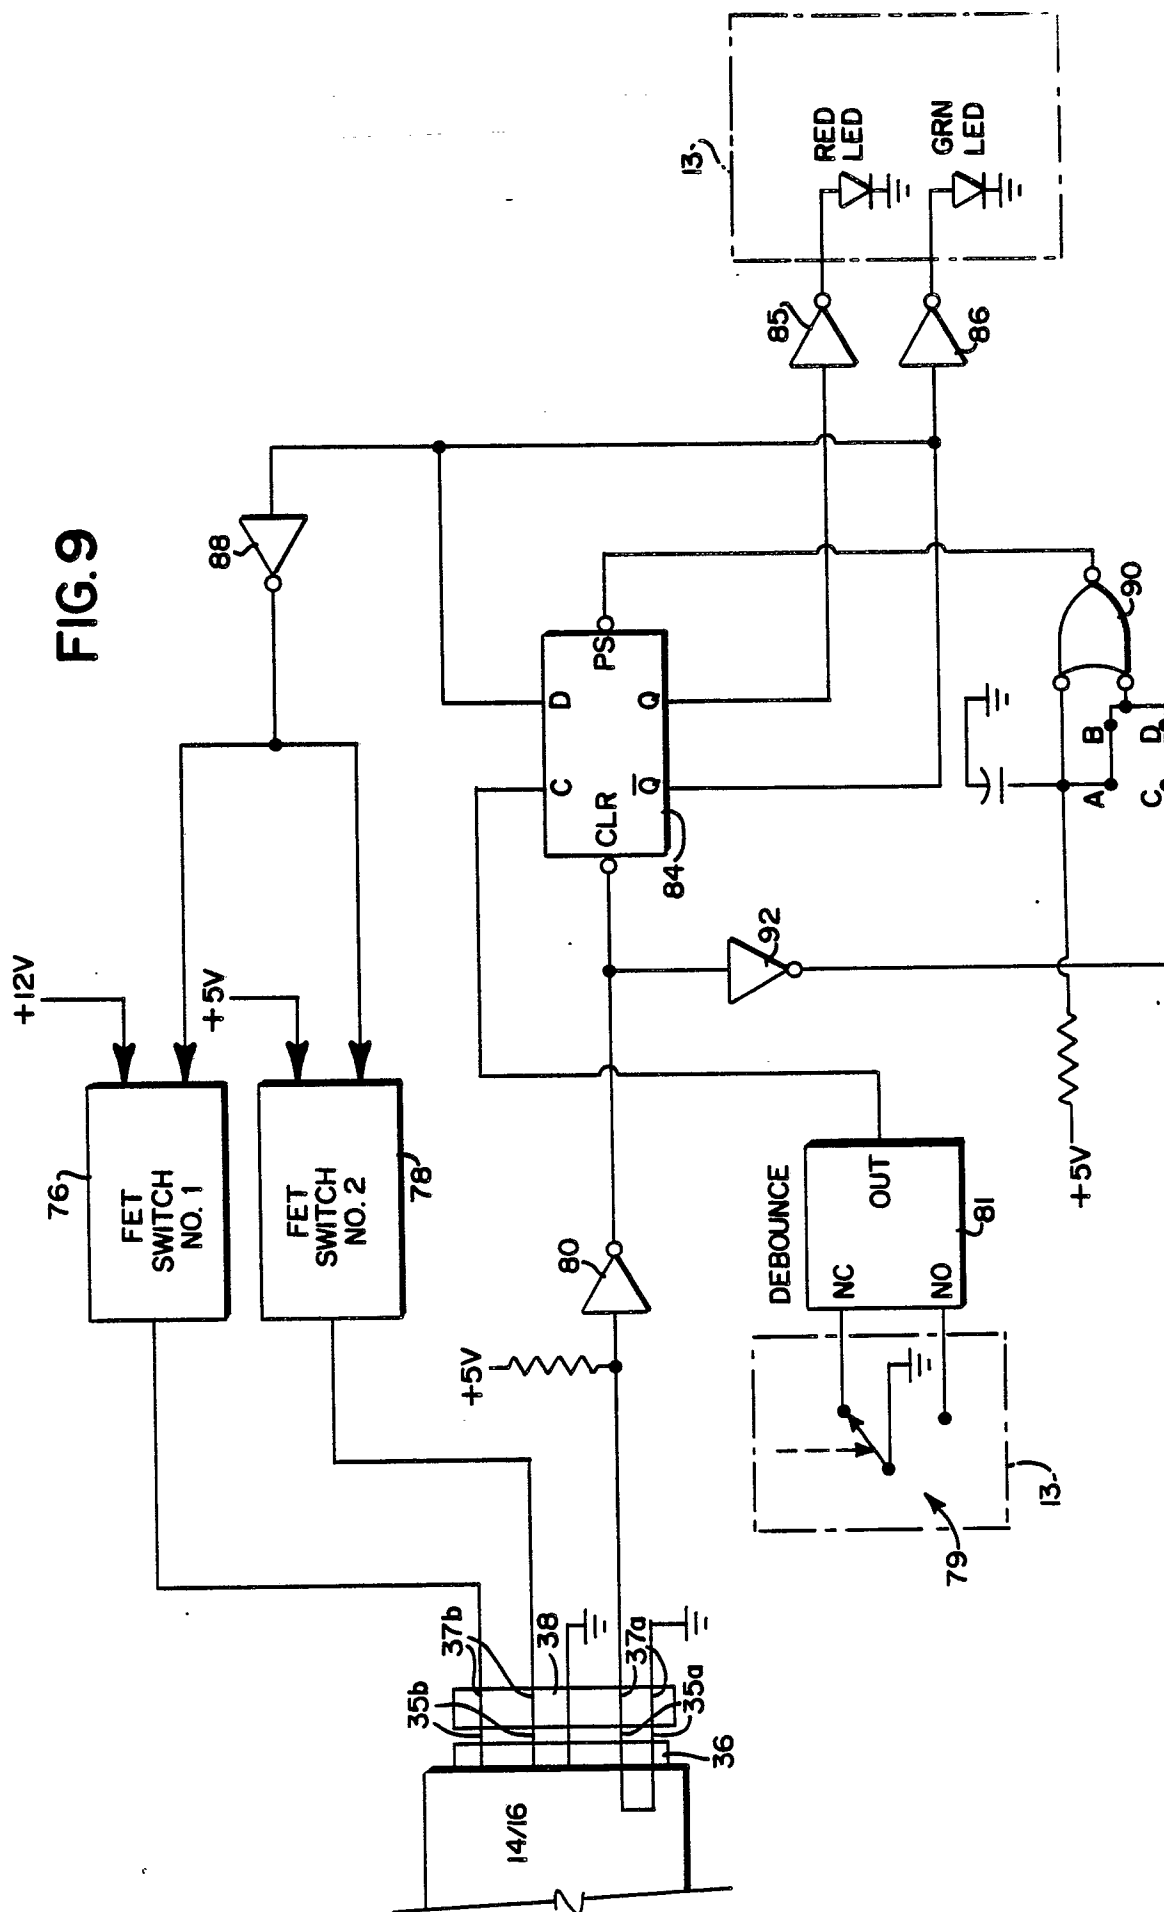 FIG. 9
+12V
76
FET
SWITCH
NO. 1
+5V
FET
SWITCH
NO. 2
78
88
35b
37b
38
35a
37a
36
14/16
+5V
80
C
D
CLR
PS
Q̅
Q
84
92
DEBOUNCE
NC
OUT
NO
81
79
13
+5V
A
B
C
D
90
85
86
13
RED
LED
GRN
LED